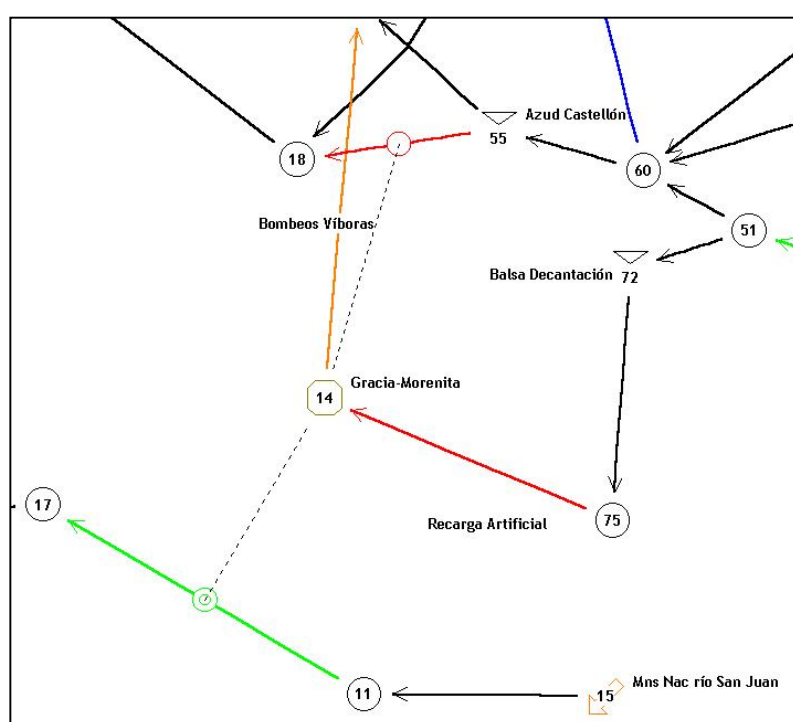 Azud Castellón
55
18
60
Bombeos Víboras
51
Balsa Decantación
72
Gracia-Morenita
14
17
Recarga Artificial
75
Mns Nac río San Juan
11
15